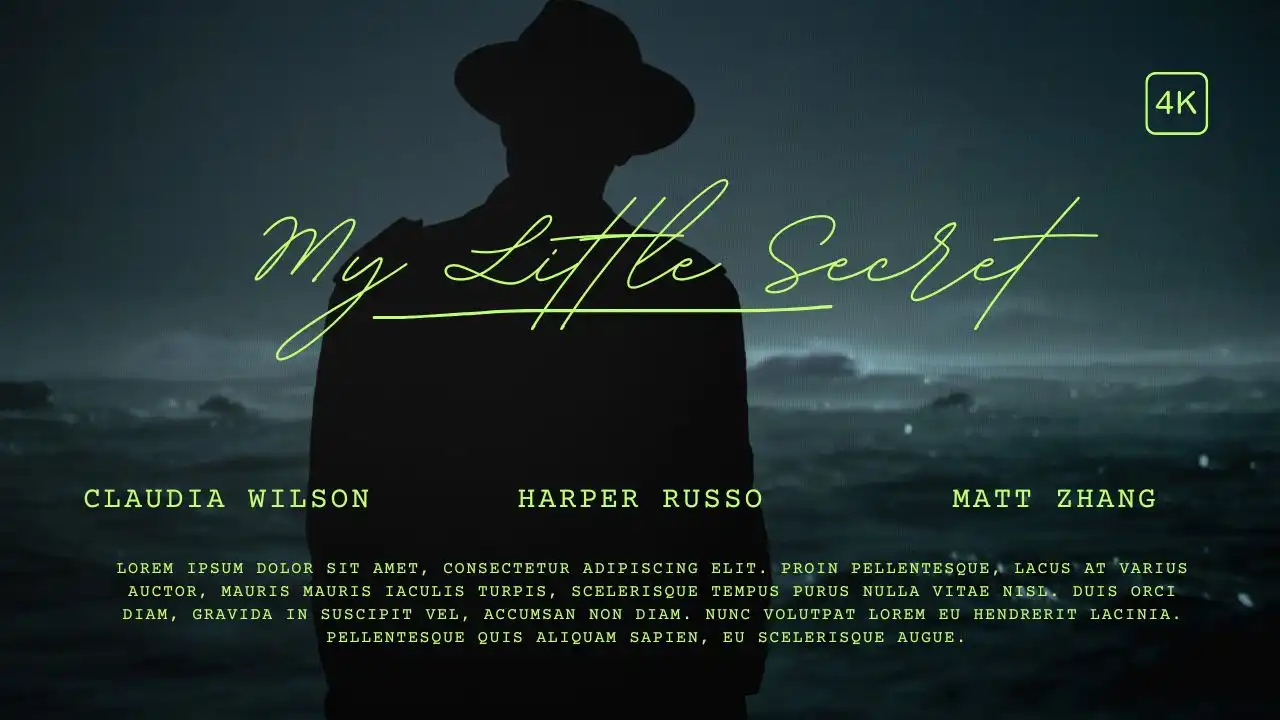 4K
My Little Secret
CLAUDIA WILSON HARPER RUSSO MATT ZHANG
LOREM IPSUM DOLOR SIT AMET, CONSECTETUR ADIPISCING ELIT. PROIN PELLENTESQUE, LACUS AT VARIUS
AUCTOR, MAURIS MAURIS IACULIS TURPIS, SCELERISQUE TEMPUS PURUS NULLA VITAE NISL. DUIS ORCI
DIAM, GRAVIDA IN SUSCIPIT VEL, ACCUMSAN NON DIAM. NUNC VOLUTPAT LOREM EU HENDRERIT LACINIA.
PELLENTESQUE QUIS ALIQUAM SAPIEN, EU SCELERISQUE AUGUE.